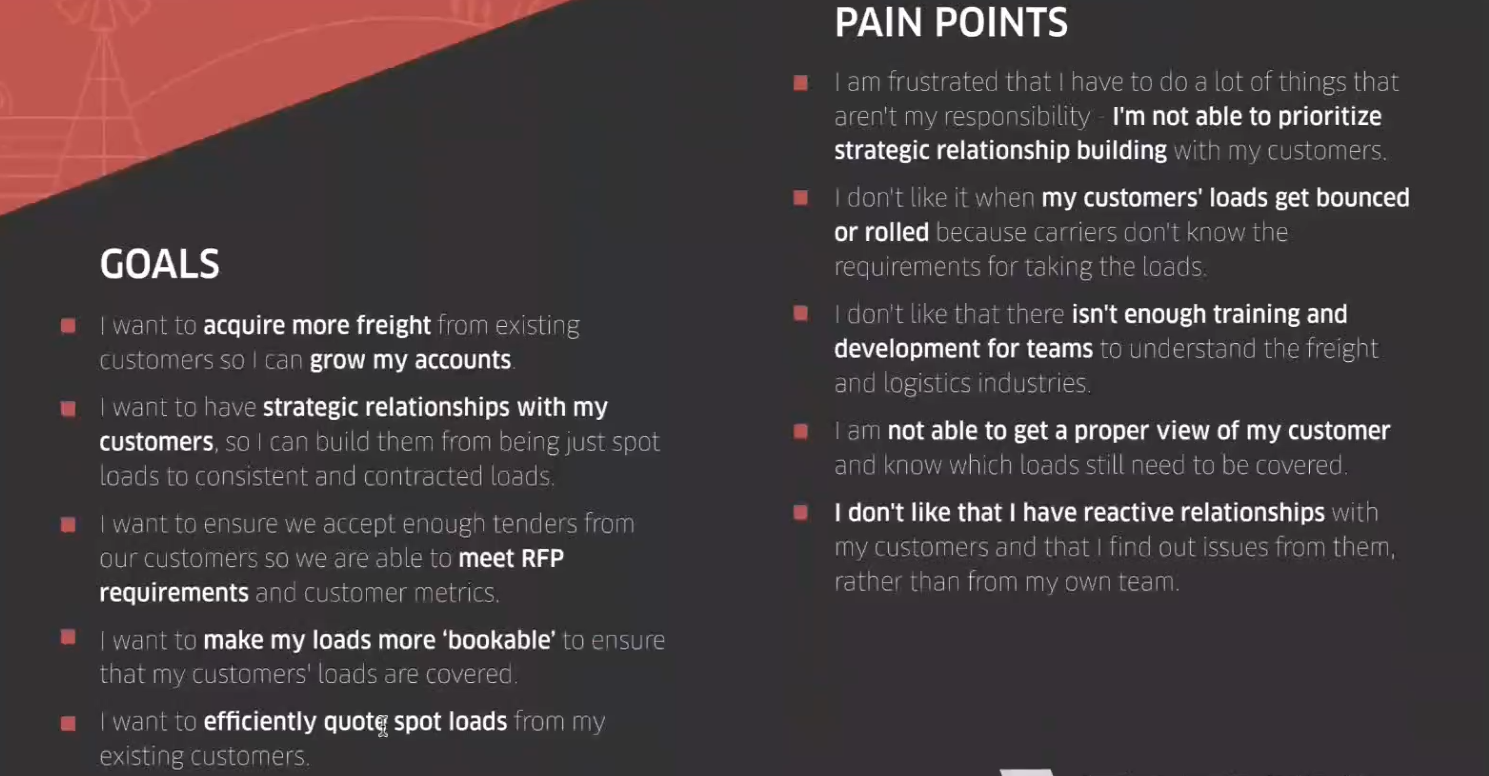 PAIN POINTS
I am frustrated that I have to do a lot of things that
aren't my responsibility - I'm not able to prioritize
strategic relationship building with my customers.
I don't like it when my customers' loads get bounced
or rolled because carriers don't know the
requirements for taking the loads.
I don't like that there isn't enough training and
development for teams to understand the freight
and logistics industries.
I am not able to get a proper view of my customer
and know which loads still need to be covered.
I don't like that I have reactive relationships with
my customers and that I find out issues from them,
rather than from my own team.
GOALS
I want to acquire more freight from existing
customers so I can grow my accounts.
I want to have strategic relationships with my
customers, so I can build them from being just spot
loads to consistent and contracted loads.
I want to ensure we accept enough tenders from
our customers so we are able to meet RFP
requirements and customer metrics.
I want to make my loads more ‘bookable’ to ensure
that my customers' loads are covered.
I want to efficiently quote spot loads from my
existing customers.